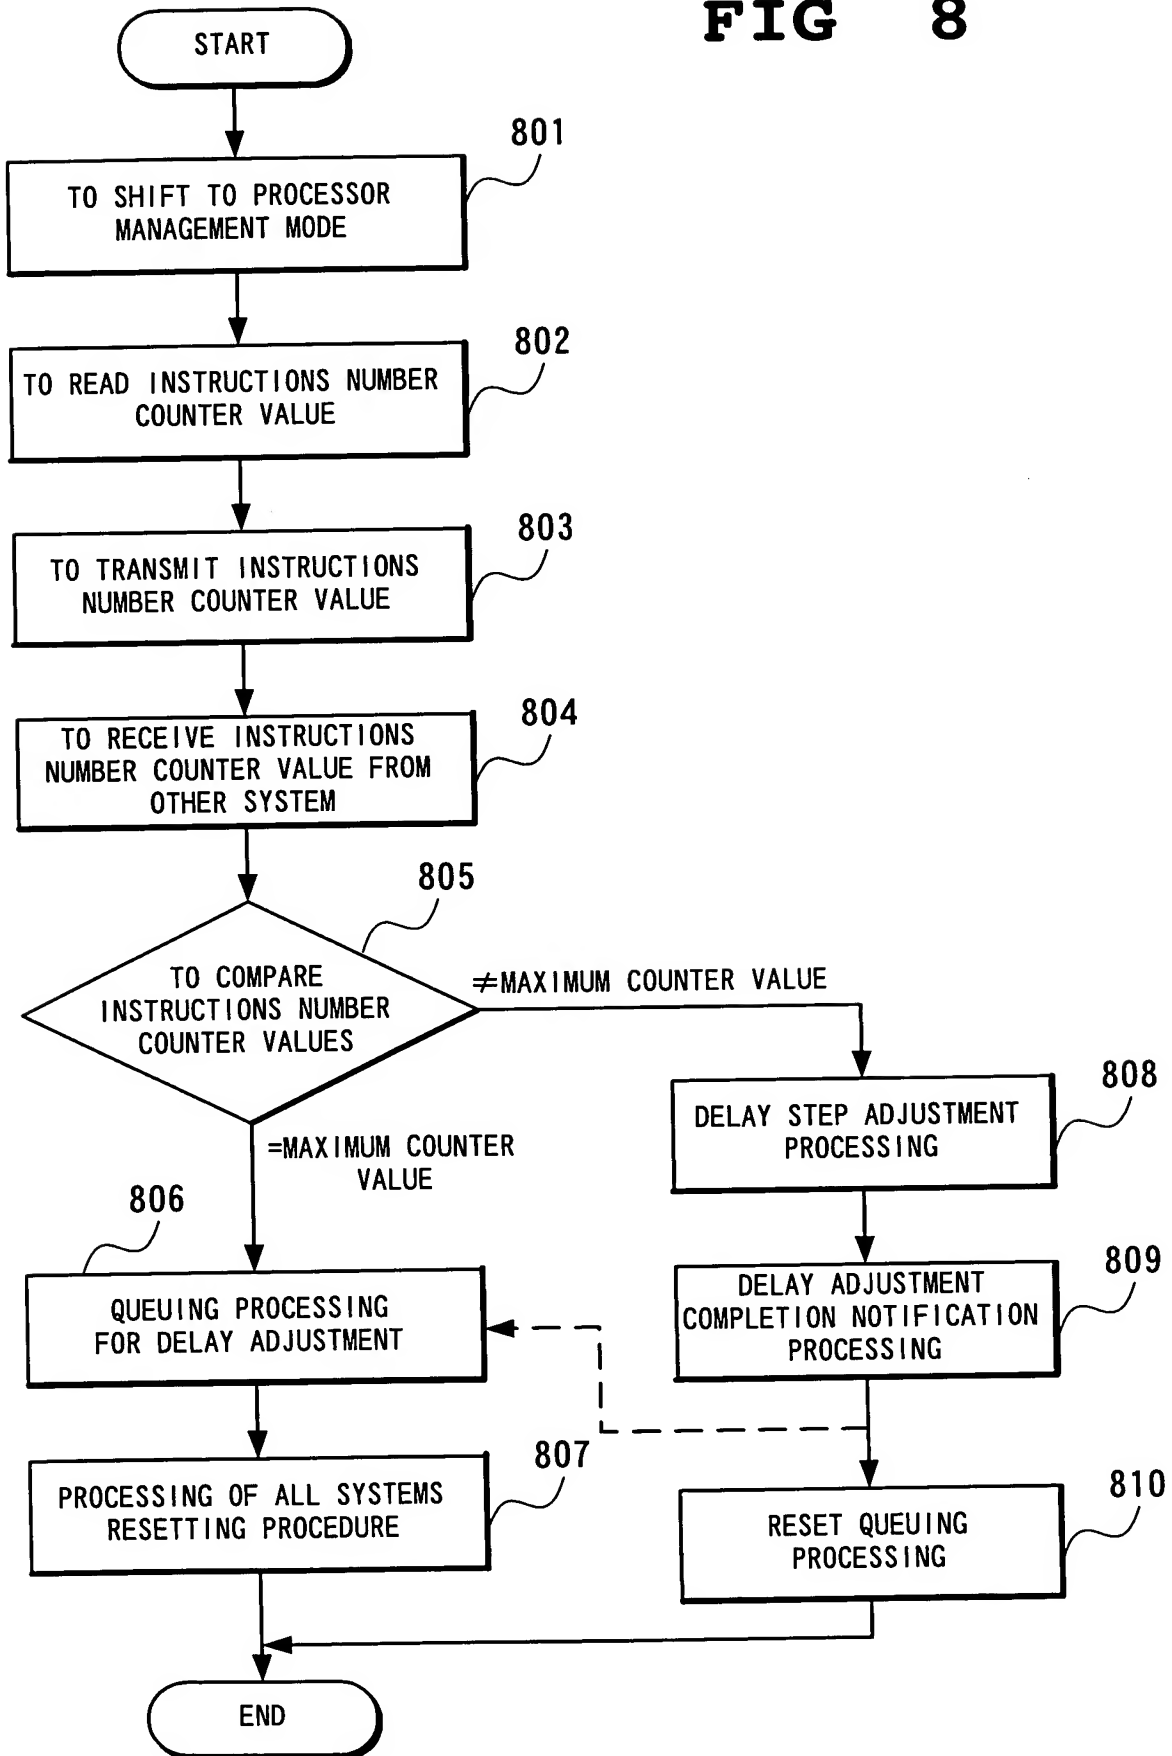 FIG 8
START
801
TO SHIFT TO PROCESSOR
MANAGEMENT MODE
802
TO READ INSTRUCTIONS NUMBER
COUNTER VALUE
803
TO TRANSMIT INSTRUCTIONS
NUMBER COUNTER VALUE
804
TO RECEIVE INSTRUCTIONS
NUMBER COUNTER VALUE FROM
OTHER SYSTEM
805
TO COMPARE
INSTRUCTIONS NUMBER
COUNTER VALUES
≠MAXIMUM COUNTER VALUE
=MAXIMUM COUNTER
VALUE
806
QUEUING PROCESSING
FOR DELAY ADJUSTMENT
807
PROCESSING OF ALL SYSTEMS
RESETTING PROCEDURE
808
DELAY STEP ADJUSTMENT
PROCESSING
809
DELAY ADJUSTMENT
COMPLETION NOTIFICATION
PROCESSING
810
RESET QUEUING
PROCESSING
END